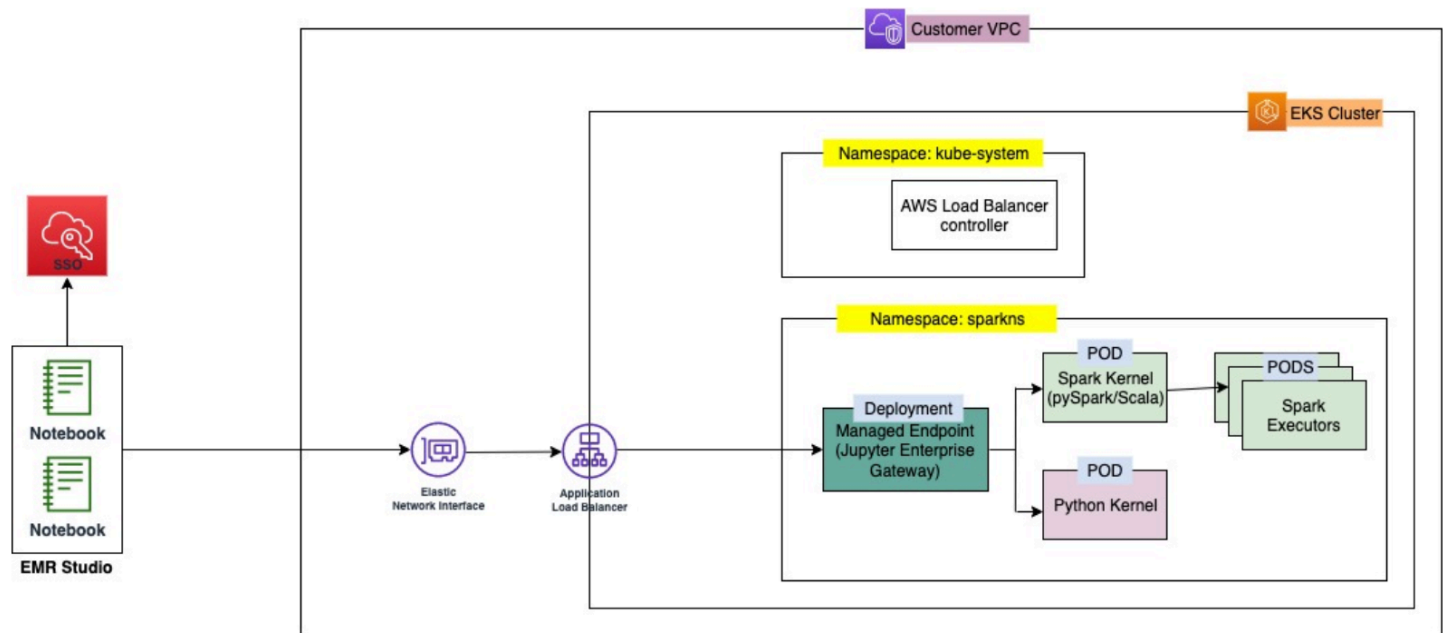 Customer VPC
EKS Cluster
Namespace: kube-system
AWS Load Balancer
controller
SSO
Namespace: sparkns
POD
Spark Kernel
(pySpark/Scala)
PODS
Spark
Executors
Deployment
Managed Endpoint
(Jupyter Enterprise
Gateway)
POD
Python Kernel
Notebook
Notebook
EMR Studio
Elastic
Network Interface
Application
Load Balancer